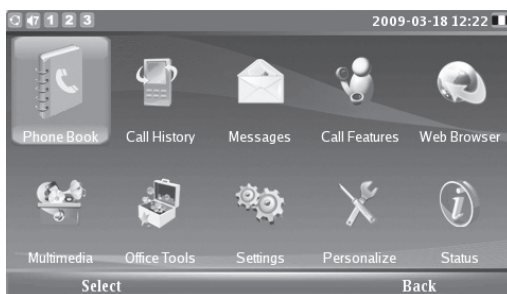 1 2 3 2009-03-18 12:22
Phone Book Call History Messages Call Features Web Browser
Multimedia Office Tools Settings Personalize Status
Select Back